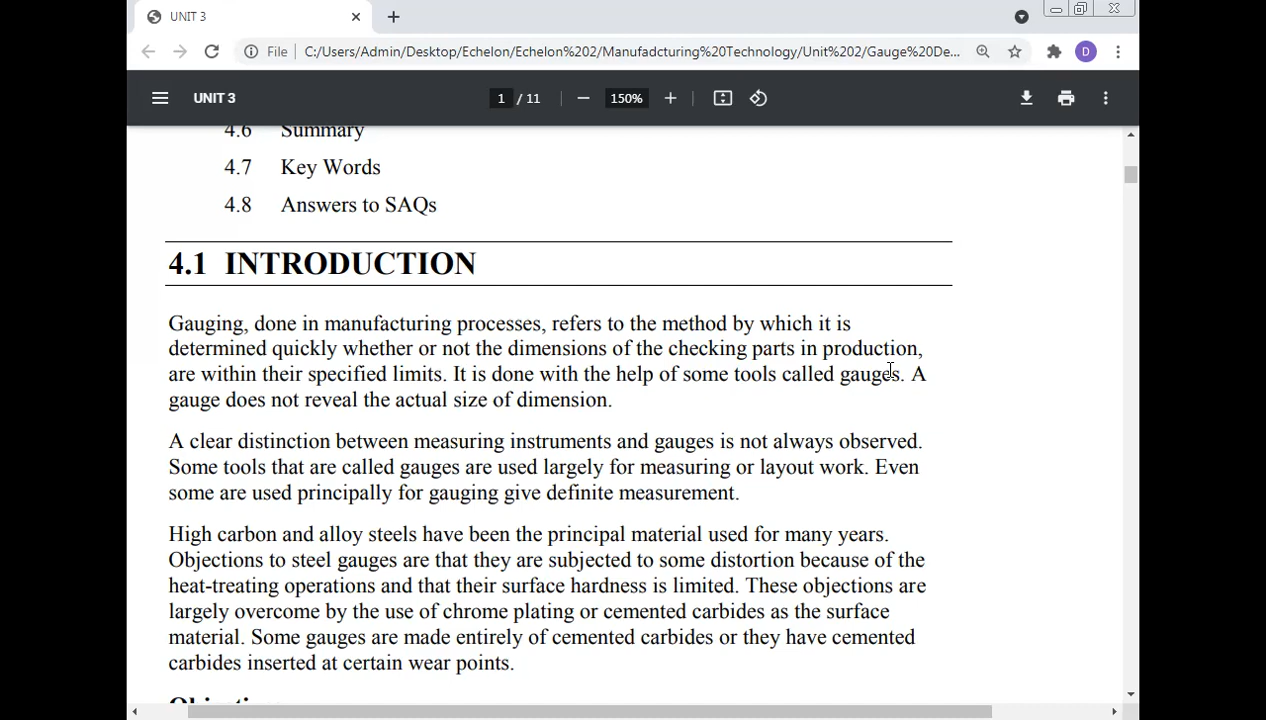 UNIT 3
File
C:/Users/Admin/Desktop/Echelon/Echelon%202/Manufadcturing%20Technology/Unit%202/Gauge%20De...
D
UNIT 3
1 / 11
150%
4.6 Summary
4.7 Key Words
4.8 Answers to SAQs
4.1 INTRODUCTION
Gauging, done in manufacturing processes, refers to the method by which it is
determined quickly whether or not the dimensions of the checking parts in production,
are within their specified limits. It is done with the help of some tools called gauges. A
gauge does not reveal the actual size of dimension.
A clear distinction between measuring instruments and gauges is not always observed.
Some tools that are called gauges are used largely for measuring or layout work. Even
some are used principally for gauging give definite measurement.
High carbon and alloy steels have been the principal material used for many years.
Objections to steel gauges are that they are subjected to some distortion because of the
heat-treating operations and that their surface hardness is limited. These objections are
largely overcome by the use of chrome plating or cemented carbides as the surface
material. Some gauges are made entirely of cemented carbides or they have cemented
carbides inserted at certain wear points.